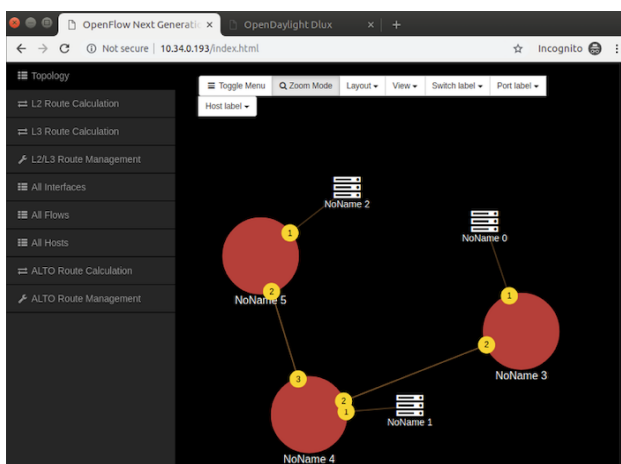 OpenFlow Next Generatio
OpenDaylight Dlux
Not secure | 10.34.0.193/index.html
Incognito
Topology
L2 Route Calculation
L3 Route Calculation
L2/L3 Route Management
All Interfaces
All Flows
All Hosts
ALTO Route Calculation
ALTO Route Management
Toggle Menu Zoom Mode Layout View Switch label Port label
Host label
NoName 2
1
NoName 0
2
NoName 5
1
2
NoName 3
3
2
1
NoName 1
NoName 4